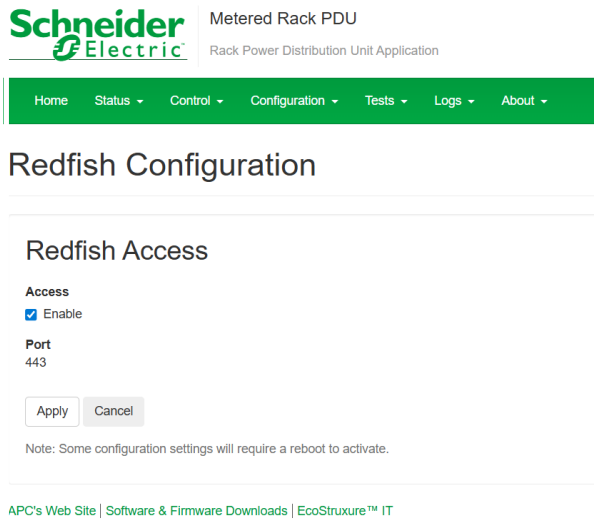 Schneider
Electric
Metered Rack PDU
Rack Power Distribution Unit Application
Home Status Control Configuration Tests Logs About
Redfish Configuration
Redfish Access
Access
Enable
Port
443
Apply Cancel
Note: Some configuration settings will require a reboot to activate.
APC's Web Site | Software & Firmware Downloads | EcoStruxure™ IT